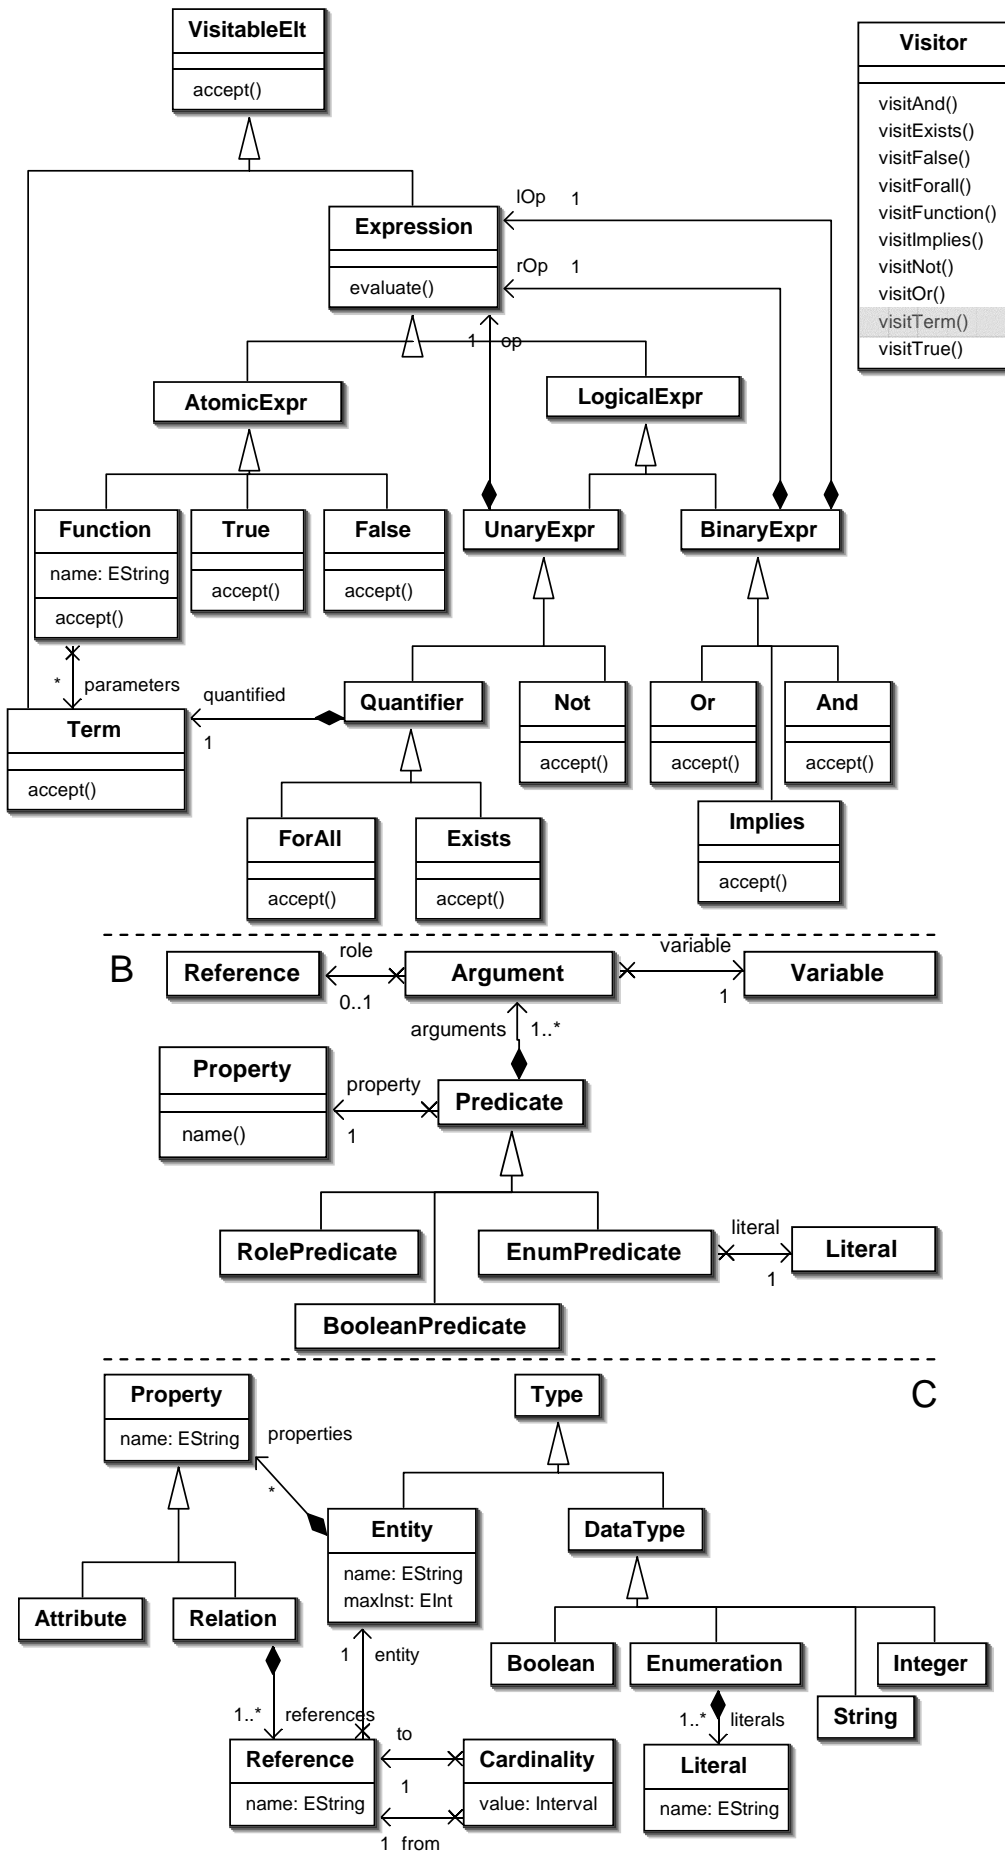 VisitableElt
accept()
Visitor
visitAnd()
visitExists()
visitFalse()
visitForall()
visitFunction()
visitImplies()
visitNot()
visitOr()
visitTerm()
visitTrue()
lOp 1
Expression
evaluate()
rOp 1
1 op
AtomicExpr
LogicalExpr
Function
name: EString
accept()
True
accept()
False
accept()
UnaryExpr
BinaryExpr
* parameters
quantified
1
Term
accept()
Quantifier
Not
accept()
Or
accept()
And
accept()
ForAll
accept()
Exists
accept()
Implies
accept()
B
Reference
role
0..1
Argument
variable
1
Variable
arguments 1..*
Property
name()
property
1
Predicate
RolePredicate
EnumPredicate
literal
1
Literal
BooleanPredicate
C
Property
name: EString
properties
*
Type
Entity
name: EString
maxInst: EInt
DataType
Attribute
Relation
1 entity
Boolean
Enumeration
Integer
String
1..* references
1..* literals
Reference
name: EString
to
1
1 from
Cardinality
value: Interval
Literal
name: EString